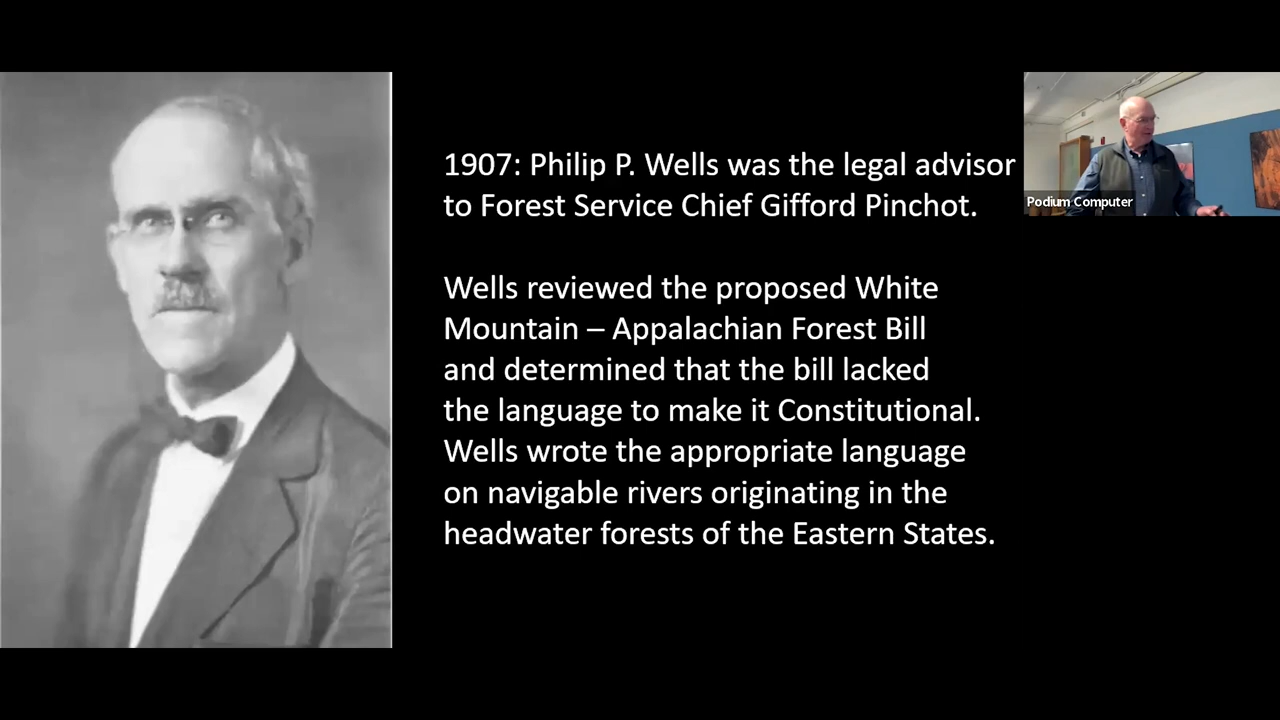 1907: Philip P. Wells was the legal advisor
to Forest Service Chief Gifford Pinchot.
Wells reviewed the proposed White
Mountain – Appalachian Forest Bill
and determined that the bill lacked
the language to make it Constitutional.
Wells wrote the appropriate language
on navigable rivers originating in the
headwater forests of the Eastern States.
Podium Computer